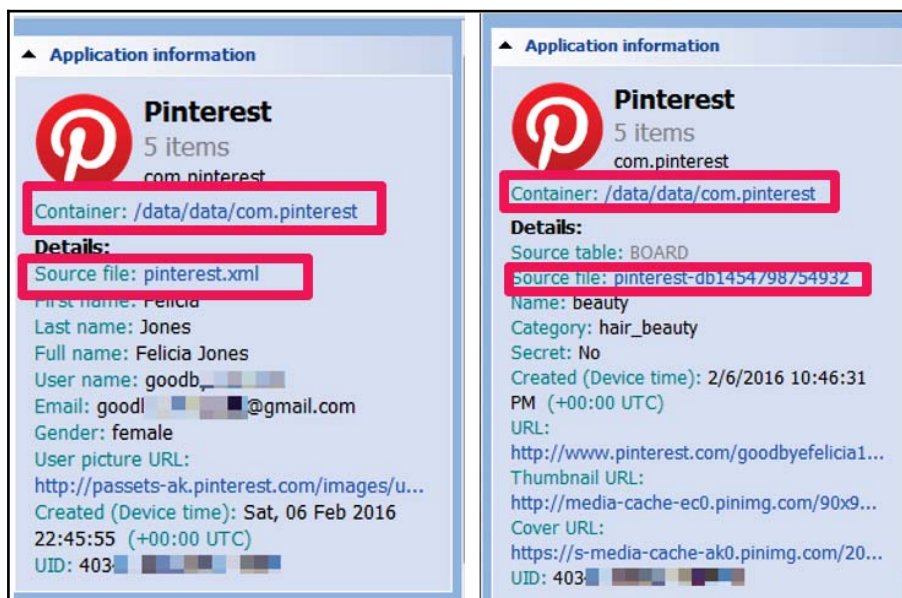 Application information
Pinterest
5 items
com.pinterest
Container: /data/data/com.pinterest
Details:
Source file: pinterest.xml
First name: Felicia
Last name: Jones
Full name: Felicia Jones
User name: goodb
Email: goodl @gmail.com
Gender: female
User picture URL:
http://passets-ak.pinterest.com/images/u...
Created (Device time): Sat, 06 Feb 2016
22:45:55 (+00:00 UTC)
UID: 403
Application information
Pinterest
5 items
com.pinterest
Container: /data/data/com.pinterest
Details:
Source table: BOARD
Source file: pinterest-db1454798754932
Name: beauty
Category: hair_beauty
Secret: No
Created (Device time): 2/6/2016 10:46:31
PM (+00:00 UTC)
URL:
http://www.pinterest.com/goodbyefelicia1...
Thumbnail URL:
http://media-cache-ec0.pinimg.com/90x9...
Cover URL:
https://s-media-cache-ak0.pinimg.com/20...
UID: 403